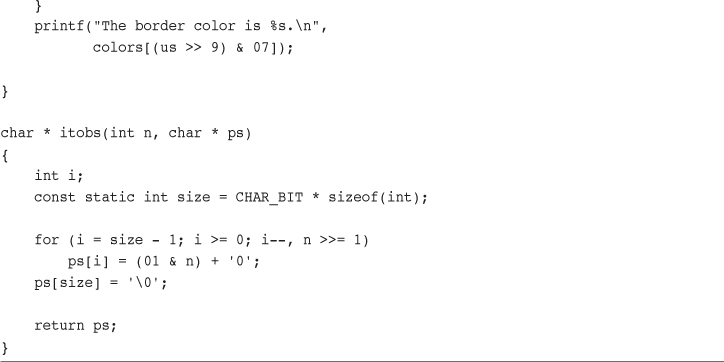 }
    printf("The border color is %s.\n",
           colors[(us >> 9) & 07]);
}
char * itobs(int n, char * ps)
{
    int i;
    const static int size = CHAR_BIT * sizeof(int);
    for (i = size - 1; i >= 0; i--, n >>= 1)
        ps[i] = (01 & n) + '0';
    ps[size] = '\0';
    return ps;
}